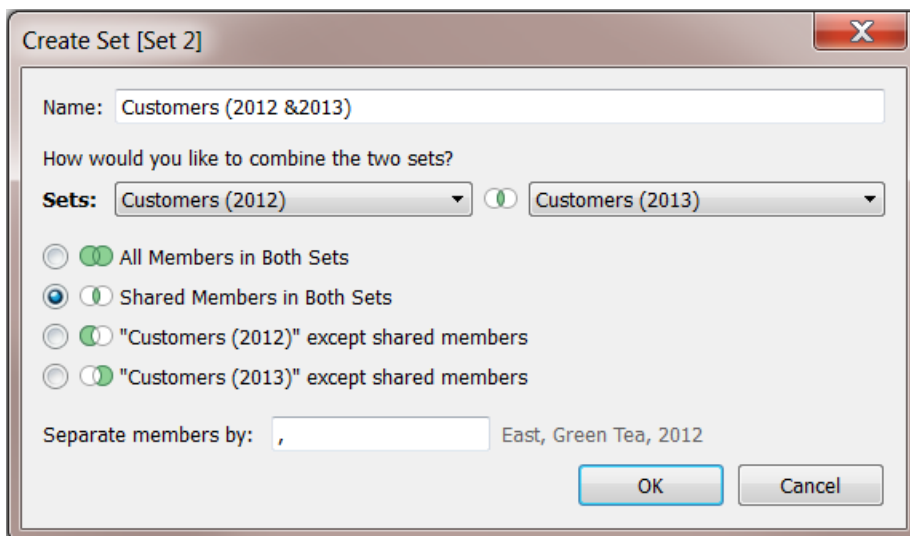 Create Set [Set 2]
Name: Customers (2012 &2013)
How would you like to combine the two sets?
Sets: Customers (2012) Customers (2013)
All Members in Both Sets
Shared Members in Both Sets
"Customers (2012)" except shared members
"Customers (2013)" except shared members
Separate members by: , East, Green Tea, 2012
OK Cancel